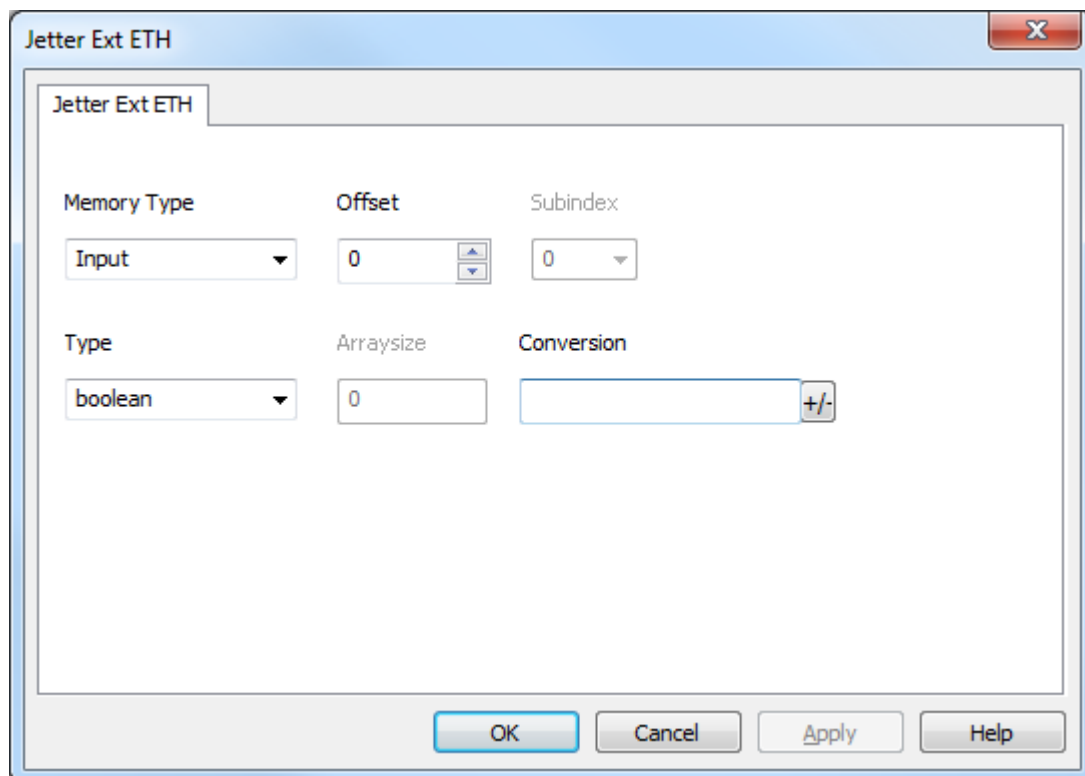 Jetter Ext ETH
Jetter Ext ETH
Memory Type Offset Subindex
Input 0 0
Type Arraysize Conversion
boolean 0 +/-
OK Cancel Apply Help